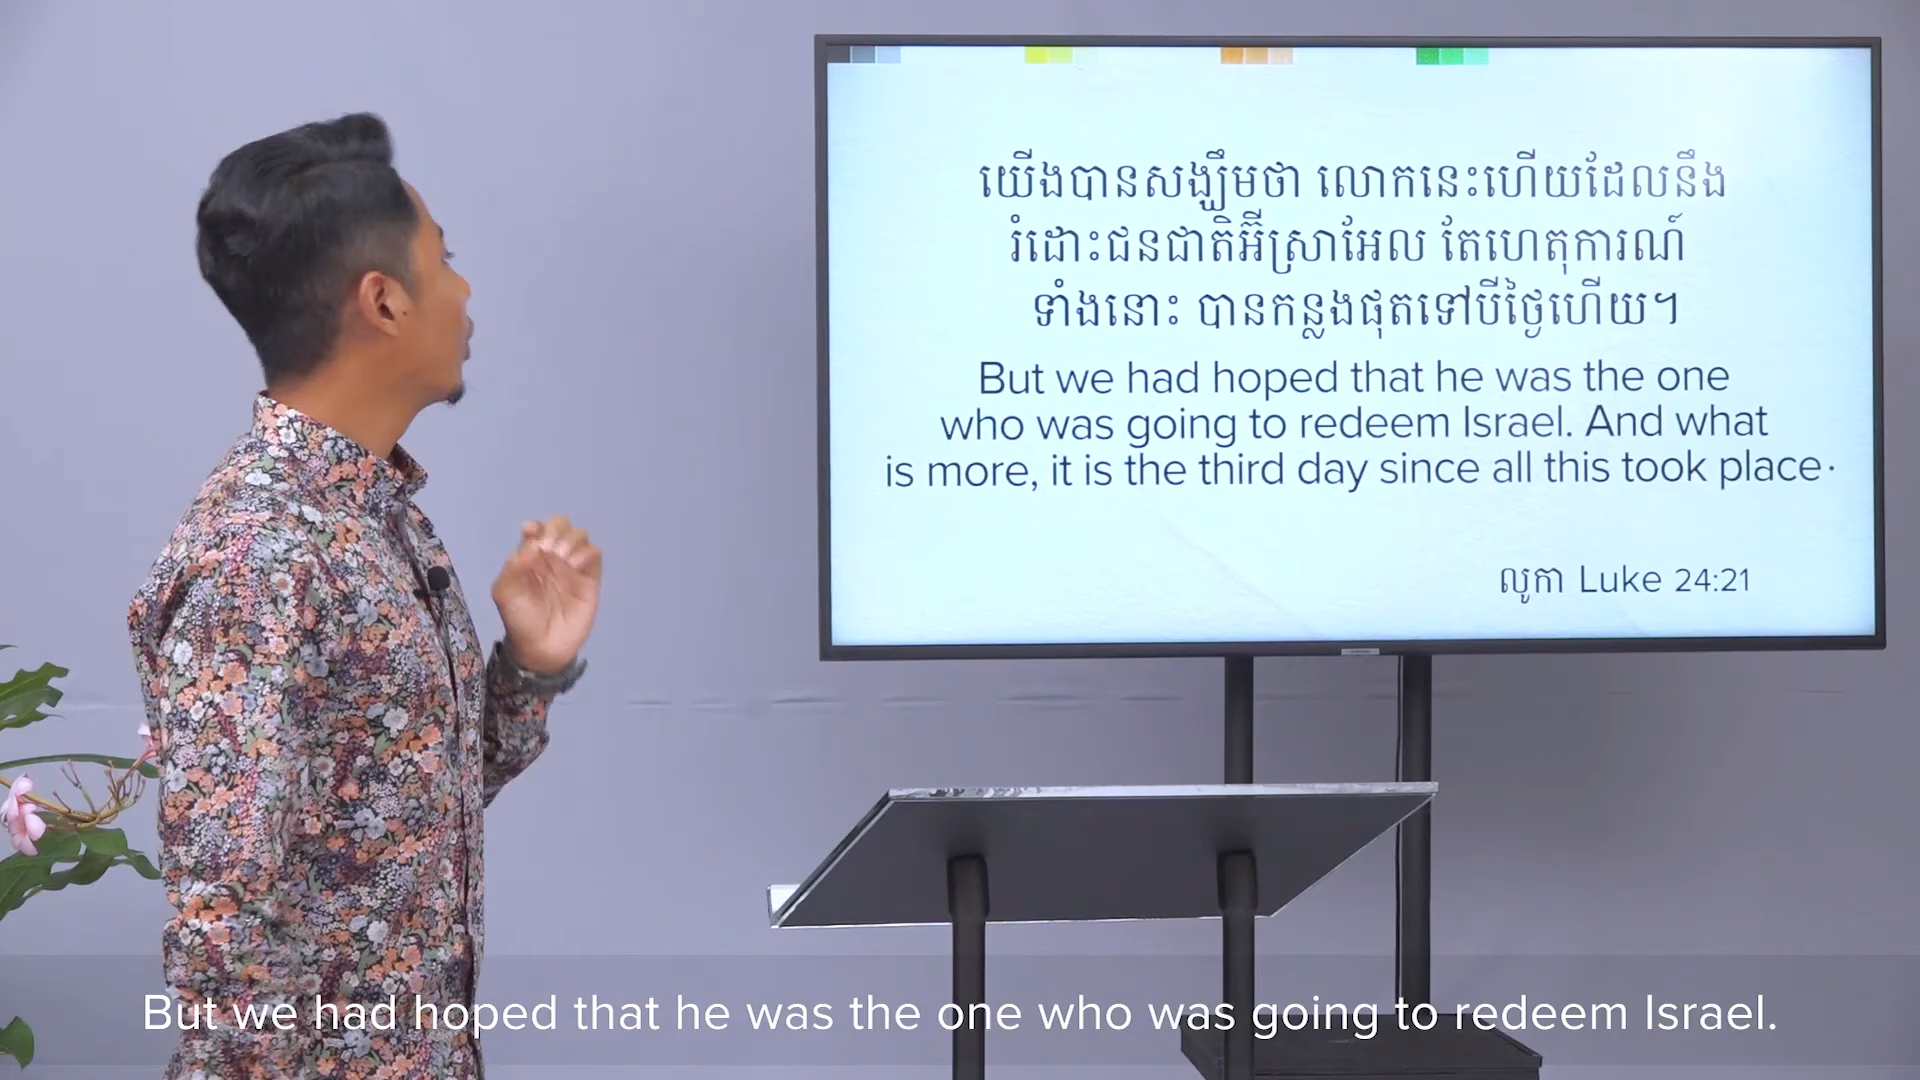 យើងបានសង្ឃឹមថា លោកនេះហើយដែលនឹង
រំដោះជនជាតិអ៊ីស្រាអែល តែហេតុការណ៍
ទាំងនោះ បានកន្លងផុតទៅបីថ្ងៃហើយ។
But we had hoped that he was the one
who was going to redeem Israel. And what
is more, it is the third day since all this took place.
លូកា Luke 24:21
But we had hoped that he was the one who was going to redeem Israel.